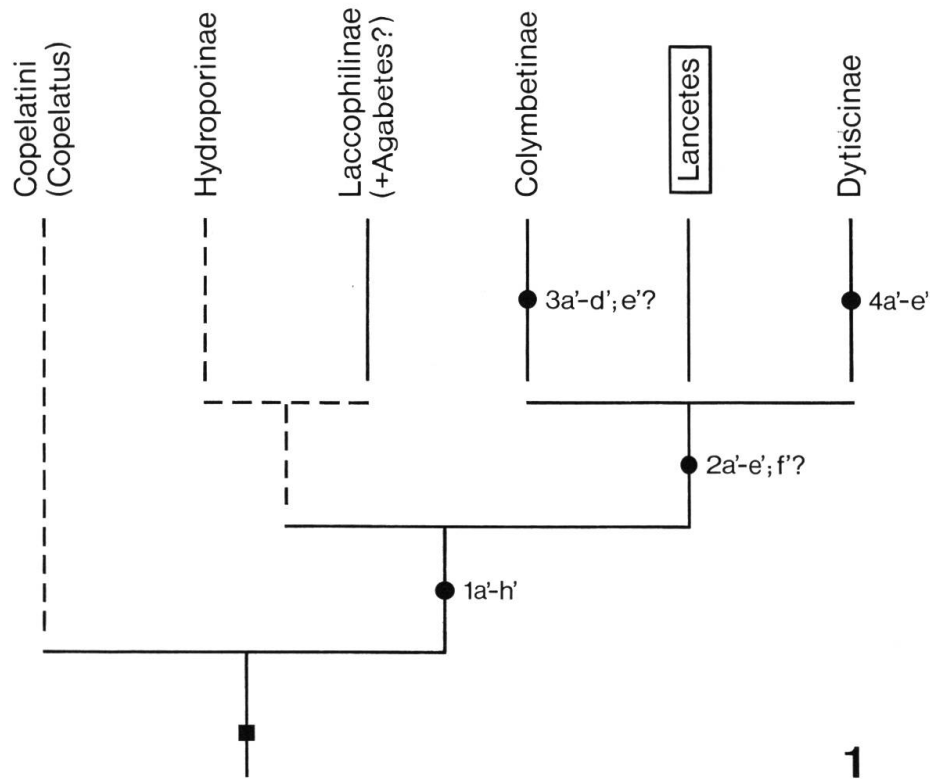 Copelatini
(Copelatus)
Hydroporinae
Laccophilinae
(+Agabetes?)
Colymbetinae
Lancetes
Dytiscinae
3a'-d'; e'?
4a'-e'
2a'-e'; f'?
1a'-h'
1